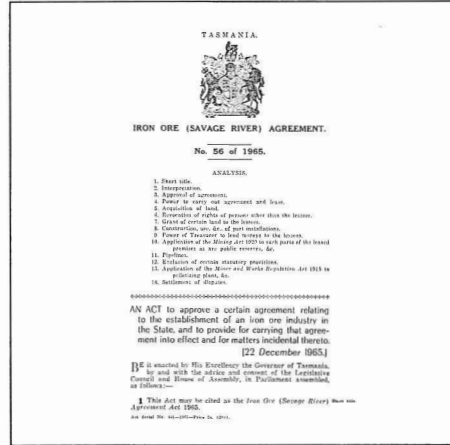 TASMANIA.
IRON ORE (SAVAGE RIVER) AGREEMENT.
No. 56 of 1965.
ANALYSIS.
1. Short title.
2. Interpretation.
3. Approval of agreement.
4. Power to carry out agreement and lease.
5. Acquisition of land.
6. Revocation of rights of persons other than the lessees.
7. Grant of certain land to the lessees.
8. Construction, use, &c., of port installations.
9. Power of Treasurer to lend moneys to the lessees.
10. Application of the Mining Act 1929 to such parts of the leased
premises as are public reserves, &c.
11. Pipelines.
12. Exclusion of certain statutory provisions.
13. Application of the Mines and Works Regulation Act 1915 to
pelletizing plant, &c.
14. Settlement of disputes.
AN ACT to approve a certain agreement relating
to the establishment of an iron ore industry in
the State, and to provide for carrying that agree-
ment into effect and for matters incidental thereto.
[22 December 1965.]
BE it enacted by His Excellency the Governor of Tasmania,
by and with the advice and consent of the Legislative
Council and House of Assembly, in Parliament assembled,
as follows:—
1 This Act may be cited as the Iron Ore (Savage River) Short title.
Agreement Act 1965.